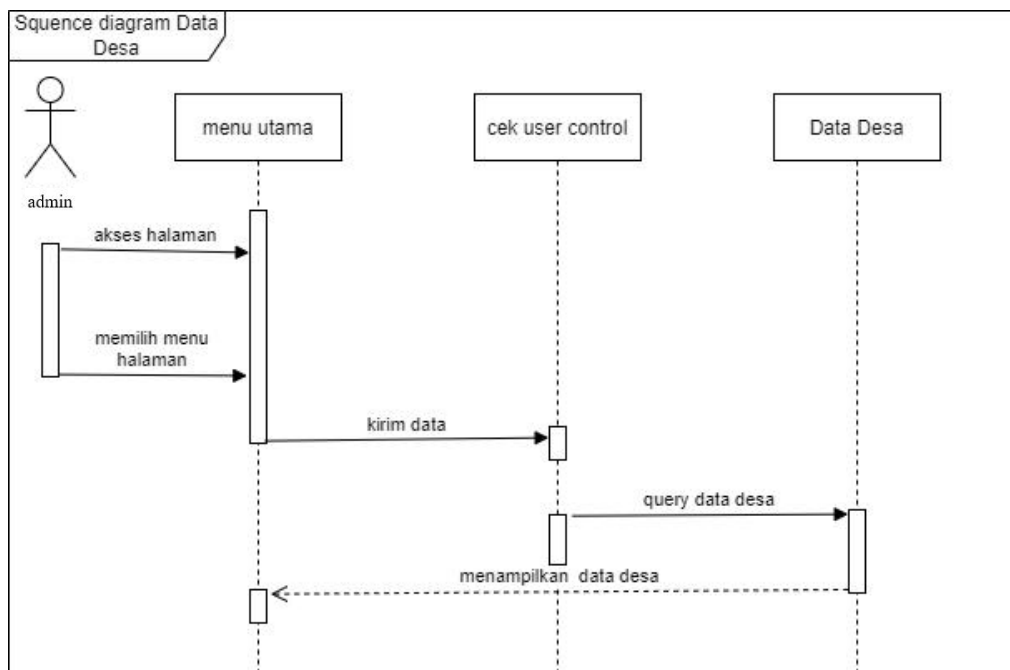 Squence diagram Data
Desa
menu utama
cek user control
Data Desa
admin
akses halaman
memilih menu
halaman
kirim data
query data desa
menampilkan data desa